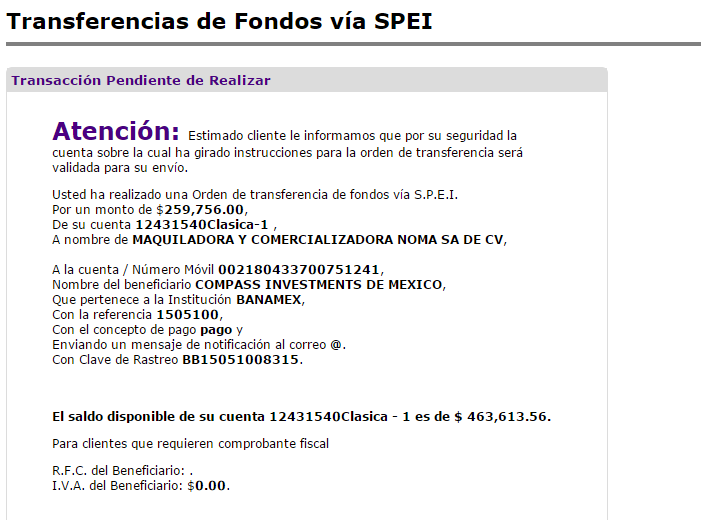 Transferencias de Fondos vía SPEI
Transacción Pendiente de Realizar
Atención: Estimado cliente le informamos que por su seguridad la
cuenta sobre la cual ha girado instrucciones para la orden de transferencia será
validada para su envío.
Usted ha realizado una Orden de transferencia de fondos vía S.P.E.I.
Por un monto de $259,756.00,
De su cuenta 12431540Clasica-1 ,
A nombre de MAQUILADORA Y COMERCIALIZADORA NOMA SA DE CV,
A la cuenta / Número Móvil 002180433700751241,
Nombre del beneficiario COMPASS INVESTMENTS DE MEXICO,
Que pertenece a la Institución BANAMEX,
Con la referencia 1505100,
Con el concepto de pago pago y
Enviando un mensaje de notificación al correo @.
Con Clave de Rastreo BB15051008315.
El saldo disponible de su cuenta 12431540Clasica - 1 es de $ 463,613.56.
Para clientes que requieren comprobante fiscal
R.F.C. del Beneficiario: .
I.V.A. del Beneficiario: $0.00.